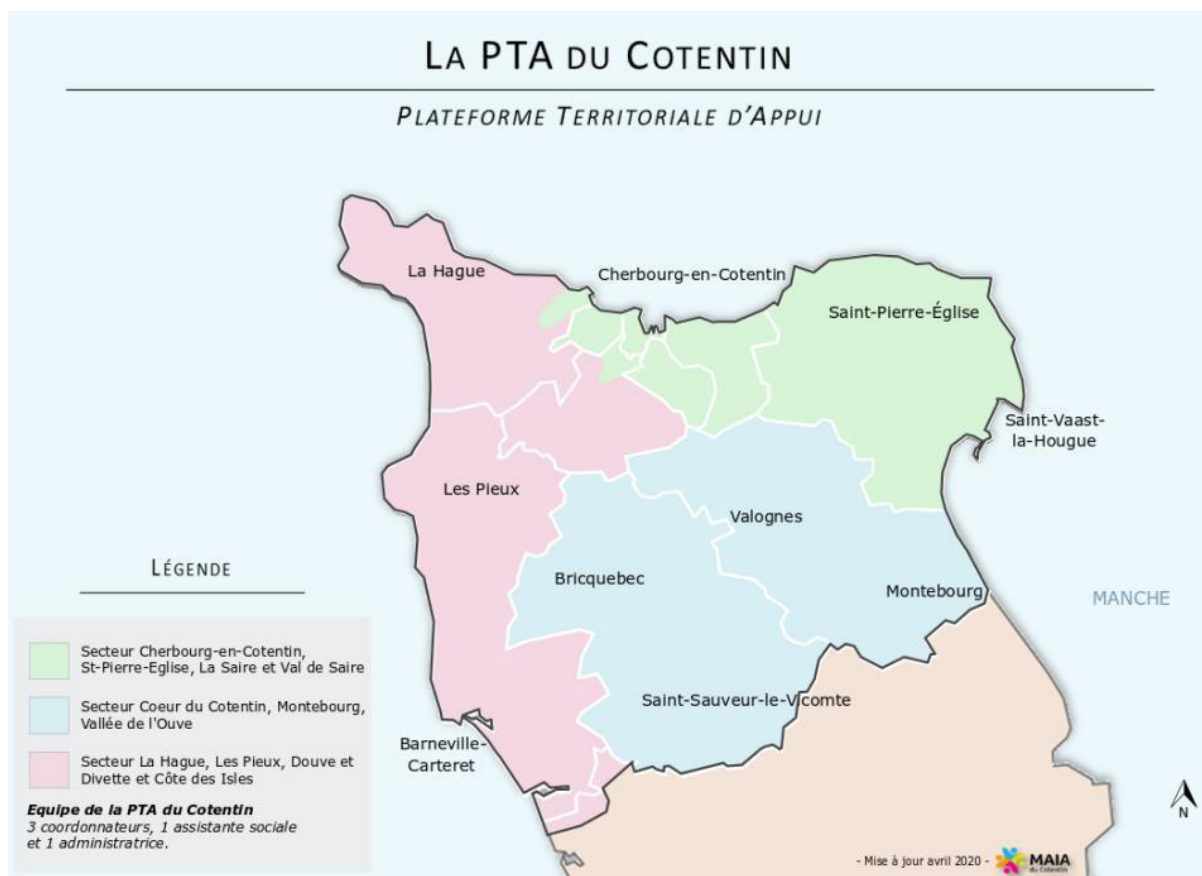 LA PTA DU COTENTIN
PLATEFORME TERRITORIALE D'APPUI
La Hague
Cherbourg-en-Cotentin
Saint-Pierre-Église
Saint-Vaast-
la-Hougue
Les Pieux
Valognes
Bricquebec
Montebourg
MANCHE
Saint-Sauveur-le-Vicomte
Barneville-
Carteret
LÉGENDE
Secteur Cherbourg-en-Cotentin,
St-Pierre-Eglise, La Saire et Val de Saire
Secteur Coeur du Cotentin, Montebourg,
Vallée de l'Ouve
Secteur La Hague, Les Pieux, Douve et
Divette et Côte des Isles
Equipe de la PTA du Cotentin
3 coordonnateurs, 1 assistante sociale
et 1 administratrice.
N
- Mise à jour avril 2020 -
MAIA
du Cotentin